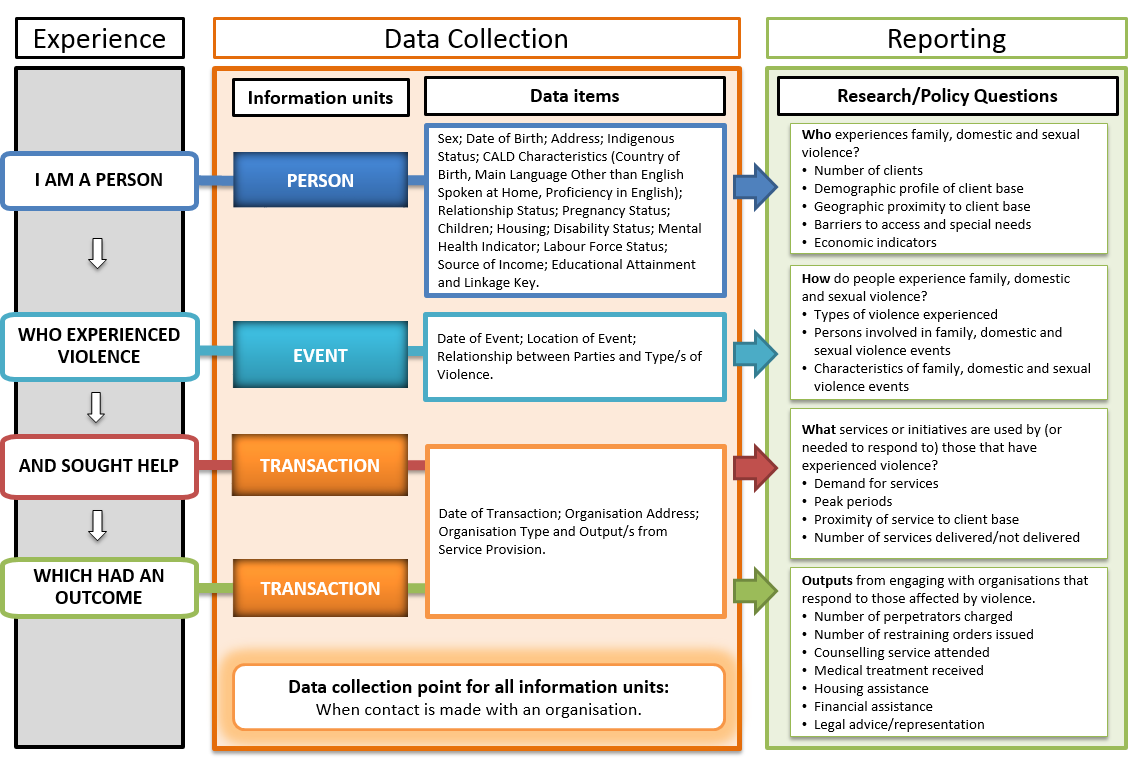 Experience
Data Collection
Reporting
Information units
Data items
Research/Policy Questions
I AM A PERSON
PERSON
Sex; Date of Birth; Address; Indigenous
Status; CALD Characteristics (Country of
Birth, Main Language Other than English
Spoken at Home, Proficiency in English);
Relationship Status; Pregnancy Status;
Children; Housing; Disability Status; Mental
Health Indicator; Labour Force Status;
Source of Income; Educational Attainment
and Linkage Key.
Who experiences family, domestic and sexual
violence?
• Number of clients
• Demographic profile of client base
• Geographic proximity to client base
• Barriers to access and special needs
• Economic indicators
WHO EXPERIENCED
VIOLENCE
EVENT
Date of Event; Location of Event;
Relationship between Parties and Type/s of
Violence.
How do people experience family, domestic
and sexual violence?
• Types of violence experienced
• Persons involved in family, domestic and
sexual violence events
• Characteristics of family, domestic and sexual
violence events
AND SOUGHT HELP
TRANSACTION
Date of Transaction; Organisation Address;
Organisation Type and Output/s from
Service Provision.
What services or initiatives are used by (or
needed to respond to) those that have
experienced violence?
• Demand for services
• Peak periods
• Proximity of service to client base
• Number of services delivered/not delivered
WHICH HAD AN
OUTCOME
TRANSACTION
Outputs from engaging with organisations that
respond to those affected by violence.
• Number of perpetrators charged
• Number of restraining orders issued
• Counselling service attended
• Medical treatment received
• Housing assistance
• Financial assistance
• Legal advice/representation
Data collection point for all information units:
When contact is made with an organisation.